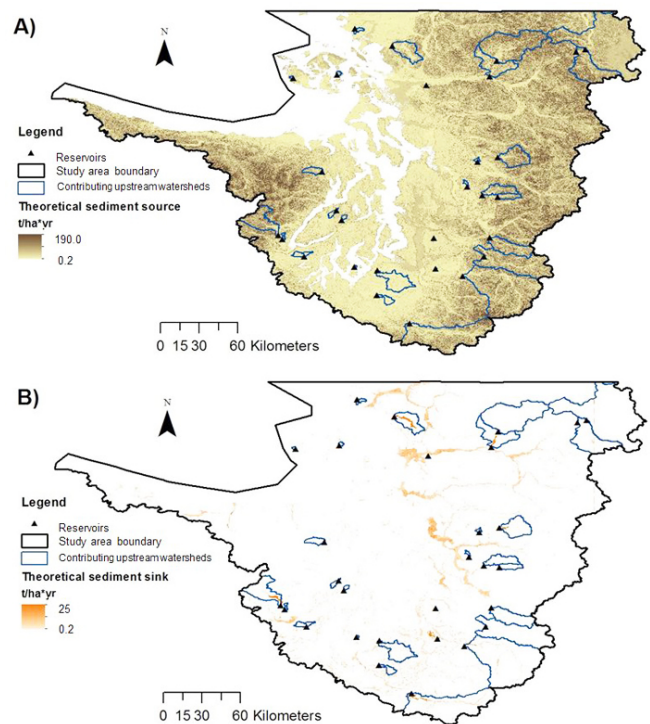 A)
N
Legend
Reservoirs
Study area boundary
Contributing upstream watersheds
Theoretical sediment source
t/ha*yr
190.0
0.2
0 15 30 60 Kilometers
B)
N
Legend
Reservoirs
Study area boundary
Contributing upstream watersheds
Theoretical sediment sink
t/ha*yr
25
0.2
0 15 30 60 Kilometers